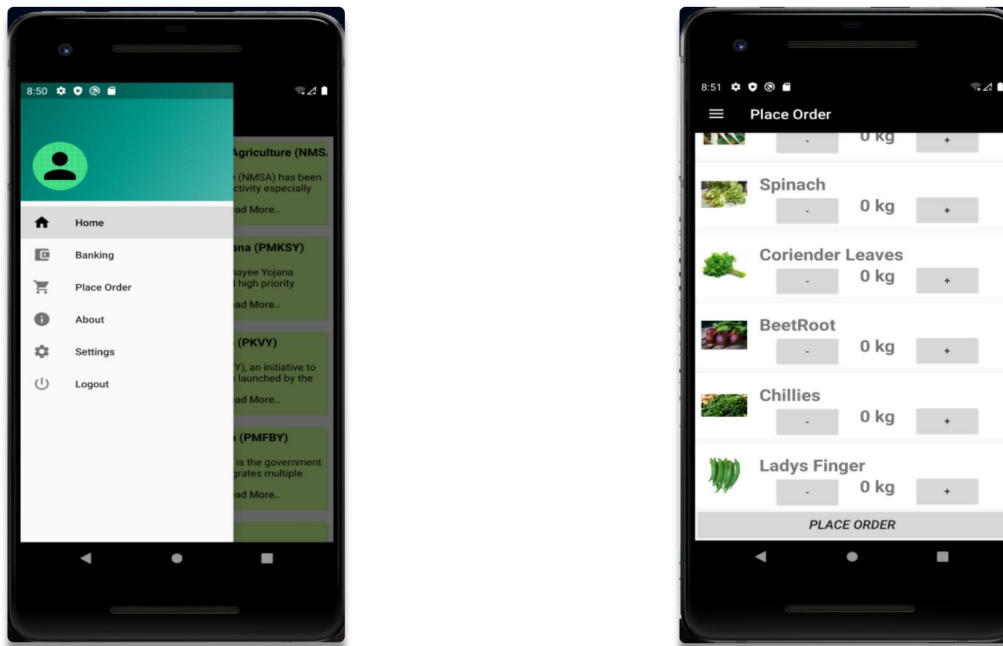 8:50
Agriculture (NMS.
(NMSA) has been
ctivity especially
ad More..
Home
ana (PMKSY)
Banking
ayee Yojana
high priority
Place Order
ad More..
About
(PKVY)
Settings
Y), an initiative to
launched by the
Logout
ad More..
(PMFBY)
is the government
grates multiple
ad More..
8:51
Place Order
- 0 kg +
Spinach
- 0 kg +
Coriender Leaves
- 0 kg +
BeetRoot
- 0 kg +
Chillies
- 0 kg +
Ladys Finger
- 0 kg +
PLACE ORDER